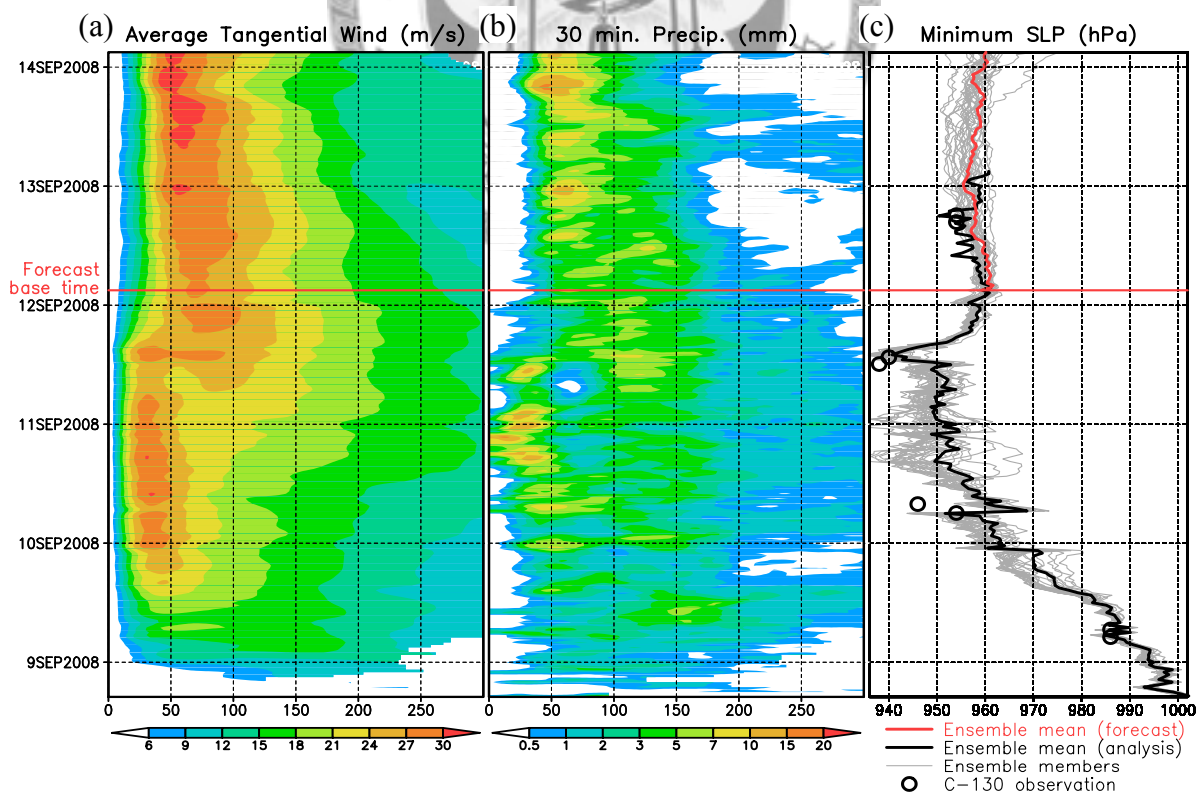 (a) Average Tangential Wind (m/s)
(b) 30 min. Precip. (mm)
(c) Minimum SLP (hPa)
14SEP2008
13SEP2008
Forecast
base time
12SEP2008
11SEP2008
10SEP2008
9SEP2008
0 50 100 150 200 250
0 50 100 150 200 250
940 950 960 970 980 990 1000
6 9 12 15 18 21 24 27 30
0.5 1 2 3 5 7 10 15 20
Ensemble mean (forecast)
Ensemble mean (analysis)
Ensemble members
C-130 observation